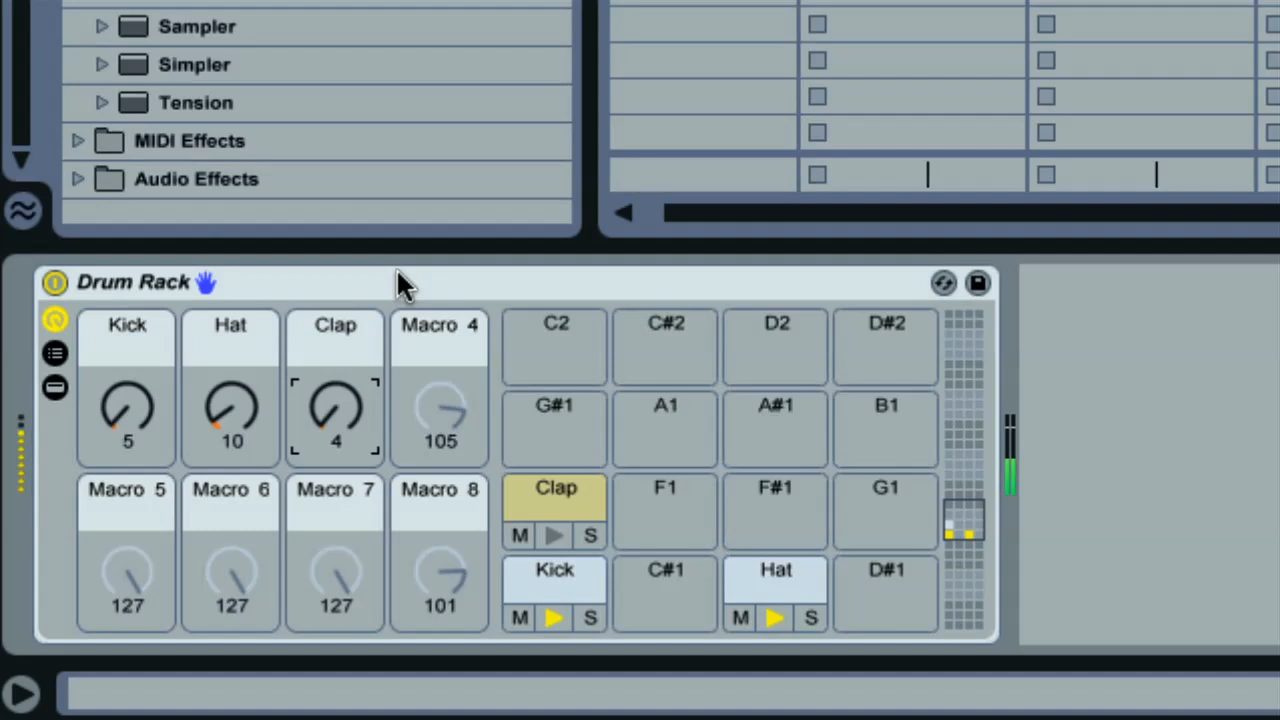 Sampler
Simpler
Tension
MIDI Effects
Audio Effects
Drum Rack
Kick Hat Clap Macro 4
5 10 4 105
Macro 5 Macro 6 Macro 7 Macro 8
127 127 127 101
C2 C#2 D2 D#2
G#1 A1 A#1 B1
Clap F1 F#1 G1
M S
Kick C#1 Hat D#1
M S M S